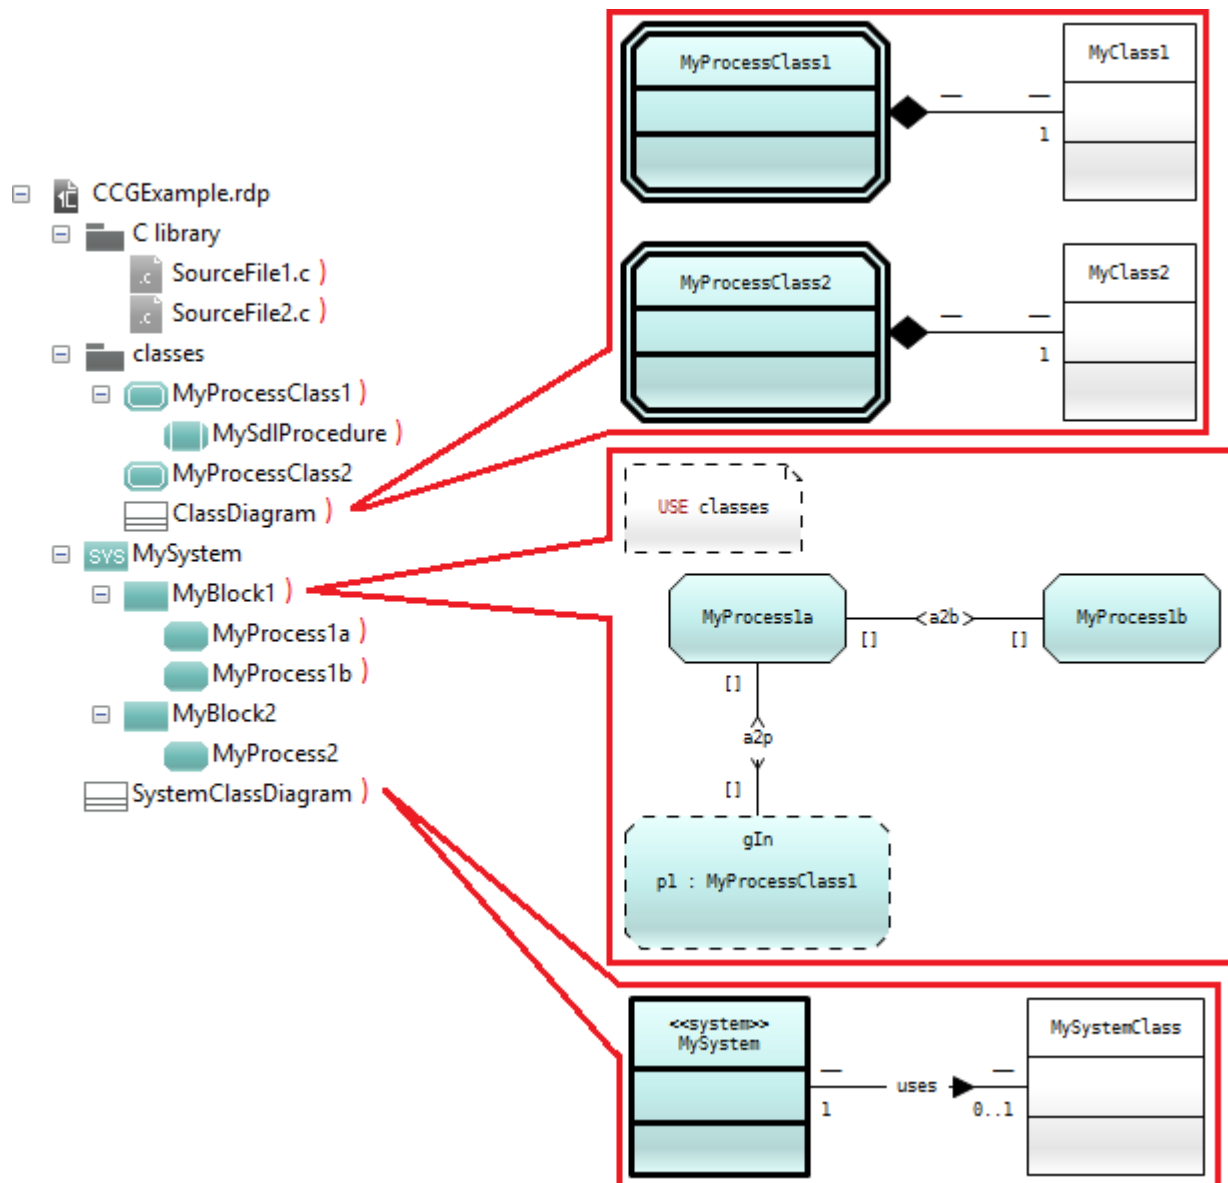 CCGExample.rdp
C library
.c SourceFile1.c )
.c SourceFile2.c )
classes
MyProcessClass1 )
MySdlProcedure )
MyProcessClass2
ClassDiagram )
SYS MySystem
MyBlock1 )
MyProcess1a )
MyProcess1b )
MyBlock2
MyProcess2
SystemClassDiagram )
MyProcessClass1
MyClass1
1
MyProcessClass2
MyClass2
1
USE classes
MyProcess1a
a2b
MyProcess1b
[]
[]
[]
a2p
[]
gIn
p1 : MyProcessClass1
<<system>>
MySystem
MySystemClass
uses
1
0..1